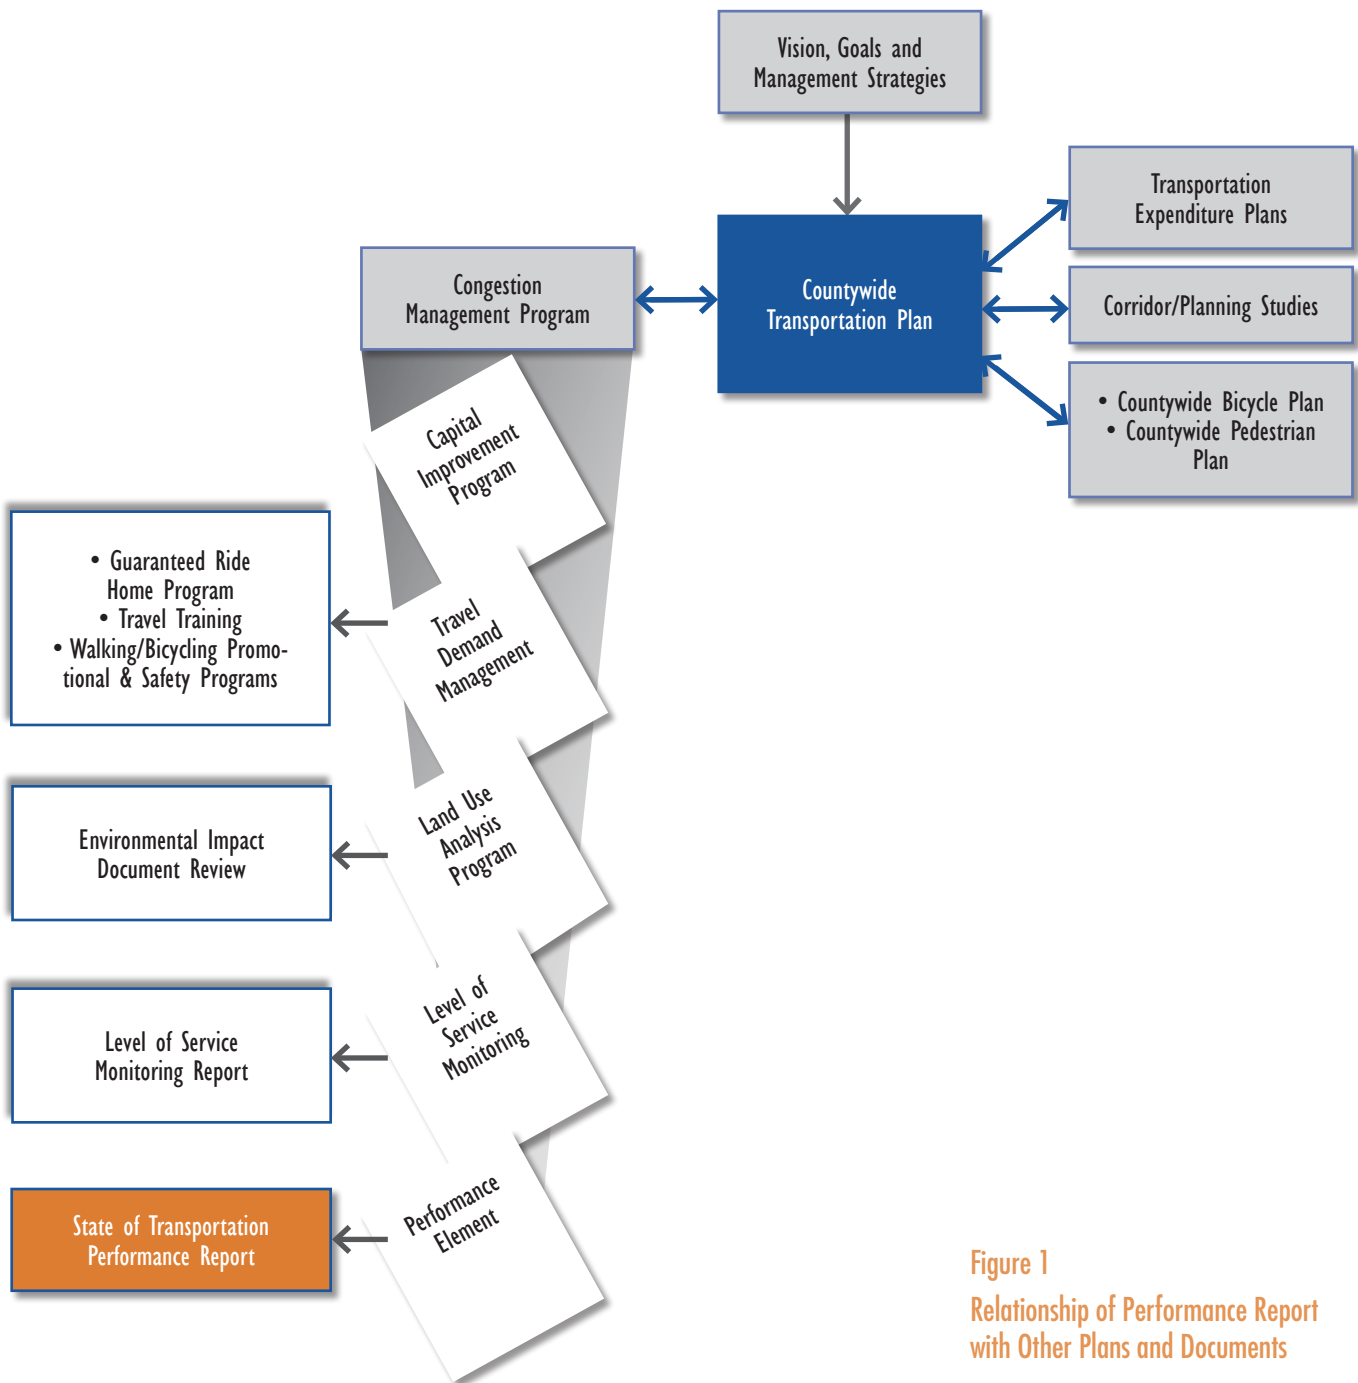 Vision, Goals and
Management Strategies
Transportation
Expenditure Plans
Congestion
Management Program
Countywide
Transportation Plan
Corridor/Planning Studies
• Countywide Bicycle Plan
• Countywide Pedestrian
Plan
Capital
Improvement
Program
• Guaranteed Ride
Home Program
• Travel Training
• Walking/Bicycling Promo-
tional & Safety Programs
Travel
Demand
Management
Environmental Impact
Document Review
Land Use
Analysis
Program
Level of Service
Monitoring Report
Level of
Service
Monitoring
State of Transportation
Performance Report
Performance
Element
Figure 1
Relationship of Performance Report
with Other Plans and Documents